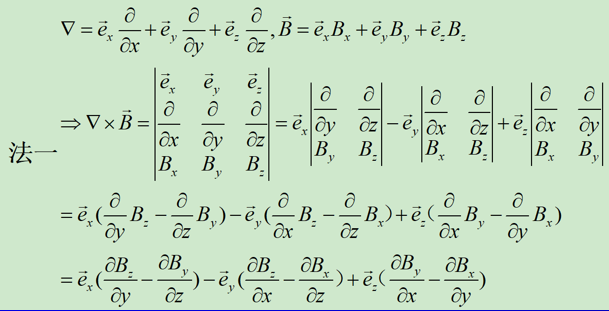 ∇ = e⃗ₓ ∂/∂x + e⃗ᵧ ∂/∂y + e⃗_z ∂/∂z, B⃗ = e⃗ₓBₓ + e⃗ᵧBᵧ + e⃗_zB_z
法一 ⇒ ∇×B⃗ = |e⃗ₓ e⃗ᵧ e⃗_z; ∂/∂x ∂/∂y ∂/∂z; Bₓ Bᵧ B_z| = e⃗ₓ|∂/∂y ∂/∂z; Bᵧ B_z| − e⃗ᵧ|∂/∂x ∂/∂z; Bₓ B_z| + e⃗_z|∂/∂x ∂/∂y; Bₓ Bᵧ|
= e⃗ₓ(∂/∂y B_z − ∂/∂z Bᵧ) − e⃗ᵧ(∂/∂x B_z − ∂/∂z Bₓ) + e⃗_z(∂/∂x Bᵧ − ∂/∂y Bₓ)
= e⃗ₓ(∂B_z/∂y − ∂Bᵧ/∂z) − e⃗ᵧ(∂B_z/∂x − ∂Bₓ/∂z) + e⃗_z(∂Bᵧ/∂x − ∂Bₓ/∂y)